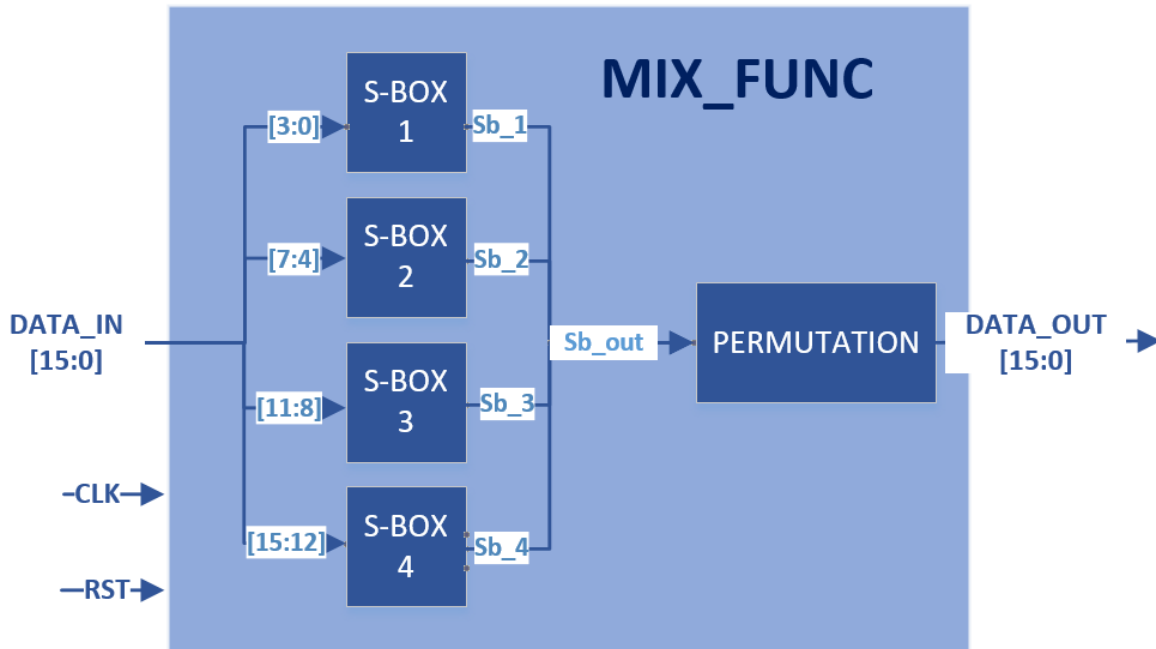 MIX_FUNC
S-BOX
1
[3:0]
Sb_1
S-BOX
2
[7:4]
Sb_2
DATA_IN
[15:0]
Sb_out
PERMUTATION
DATA_OUT
[15:0]
S-BOX
3
[11:8]
Sb_3
CLK
S-BOX
4
[15:12]
Sb_4
RST